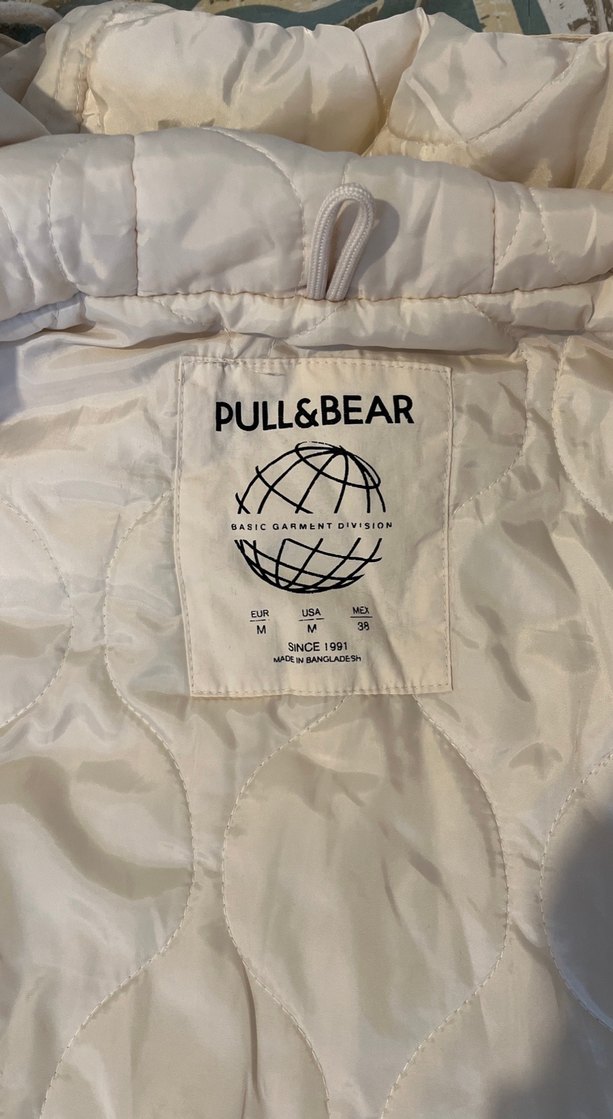 PULL&BEAR
BASIC GARMENT DIVISION
EUR USA MEX
M M 38
SINCE 1991
MADE IN BANGLADESH